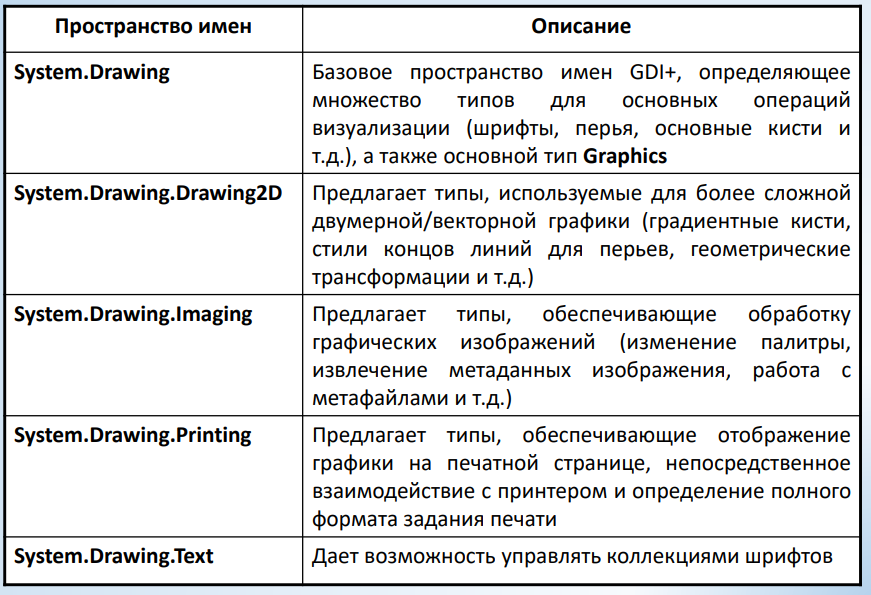 Пространство имен
Описание
System.Drawing
Базовое пространство имен GDI+, определяющее
множество типов для основных операций
визуализации (шрифты, перья, основные кисти и
т.д.), а также основной тип Graphics
System.Drawing.Drawing2D
Предлагает типы, используемые для более сложной
двумерной/векторной графики (градиентные кисти,
стили концов линий для перьев, геометрические
трансформации и т.д.)
System.Drawing.Imaging
Предлагает типы, обеспечивающие обработку
графических изображений (изменение палитры,
извлечение метаданных изображения, работа с
метафайлами и т.д.)
System.Drawing.Printing
Предлагает типы, обеспечивающие отображение
графики на печатной странице, непосредственное
взаимодействие с принтером и определение полного
формата задания печати
System.Drawing.Text
Дает возможность управлять коллекциями шрифтов